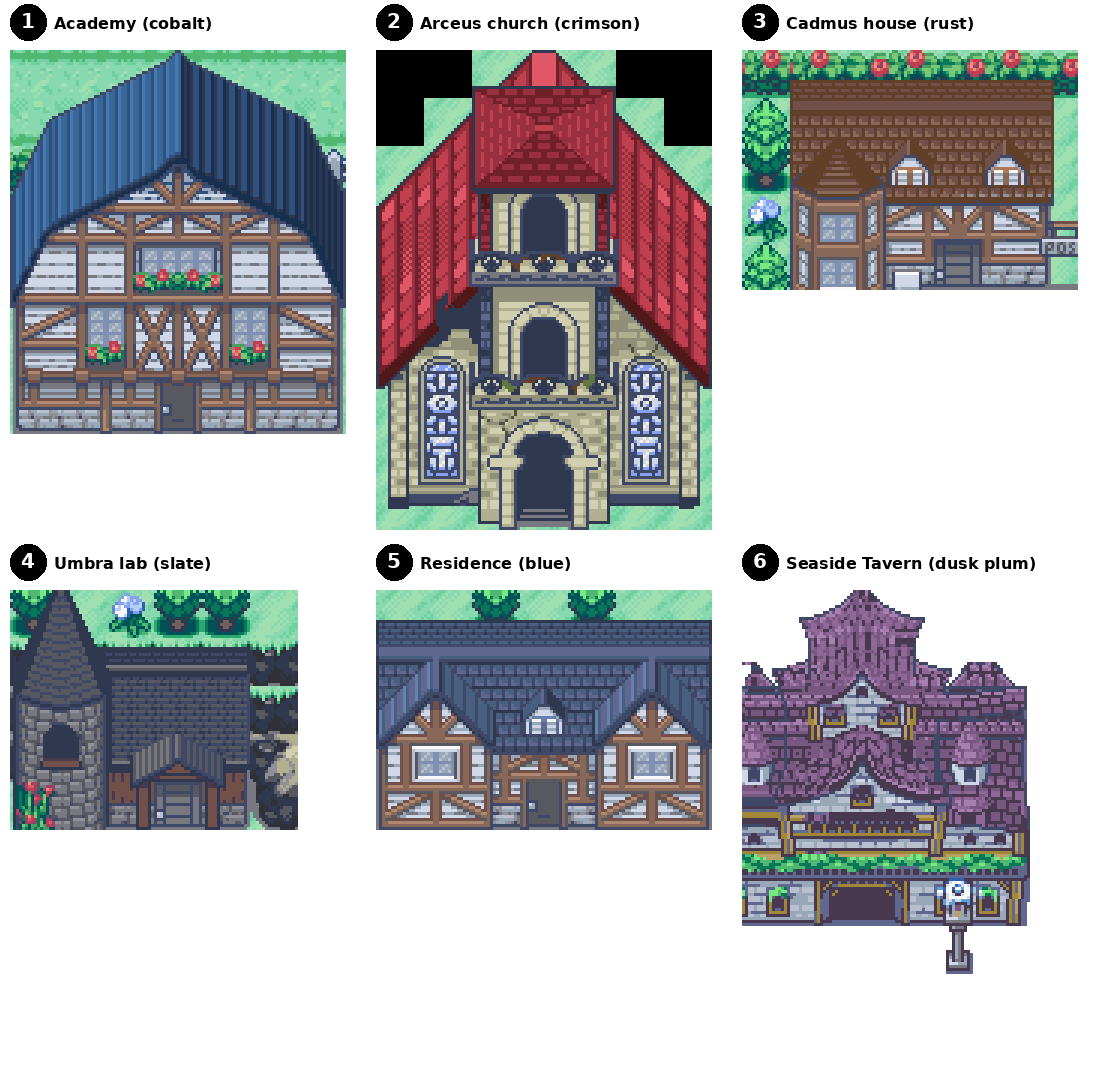 1 Academy (cobalt)
2 Arceus church (crimson)
3 Cadmus house (rust)
4 Umbra lab (slate)
5 Residence (blue)
6 Seaside Tavern (dusk plum)